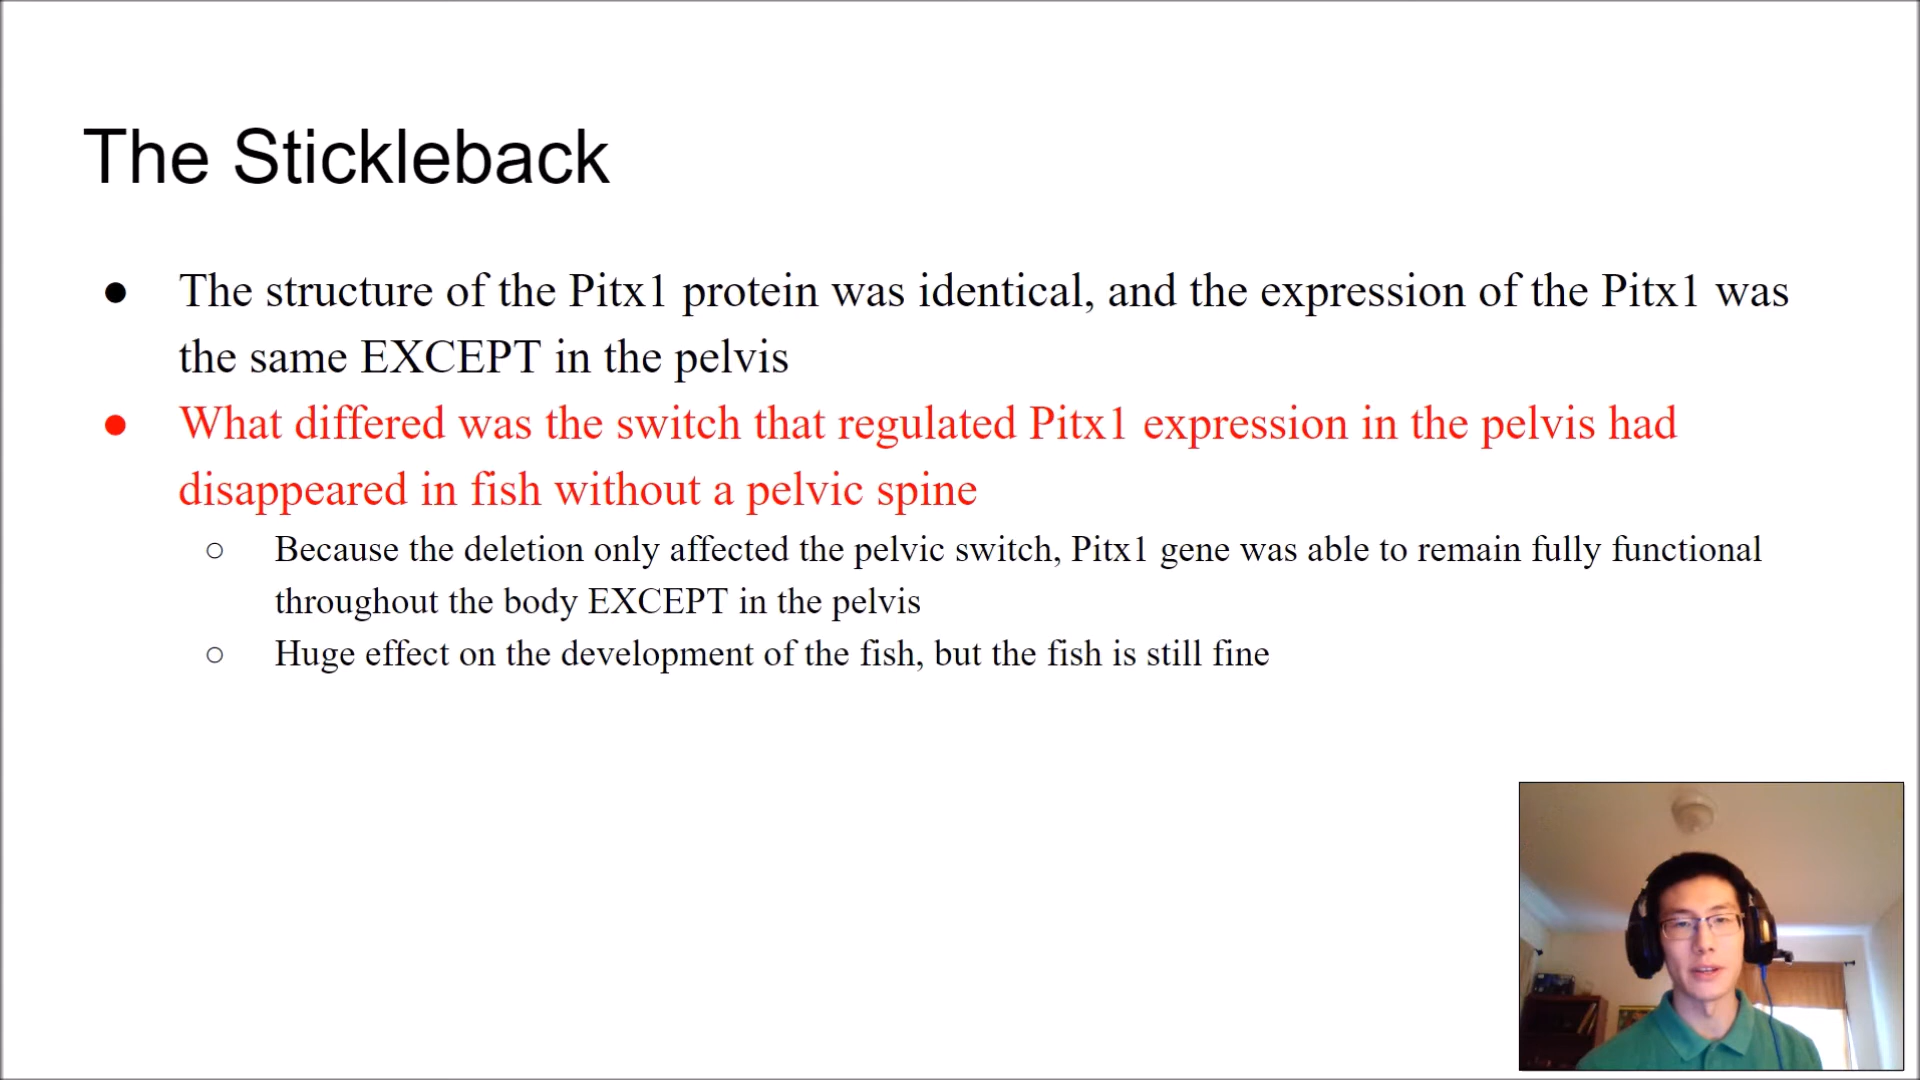 The Stickleback
● The structure of the Pitx1 protein was identical, and the expression of the Pitx1 was
the same EXCEPT in the pelvis
● What differed was the switch that regulated Pitx1 expression in the pelvis had
disappeared in fish without a pelvic spine
○ Because the deletion only affected the pelvic switch, Pitx1 gene was able to remain fully functional
throughout the body EXCEPT in the pelvis
○ Huge effect on the development of the fish, but the fish is still fine